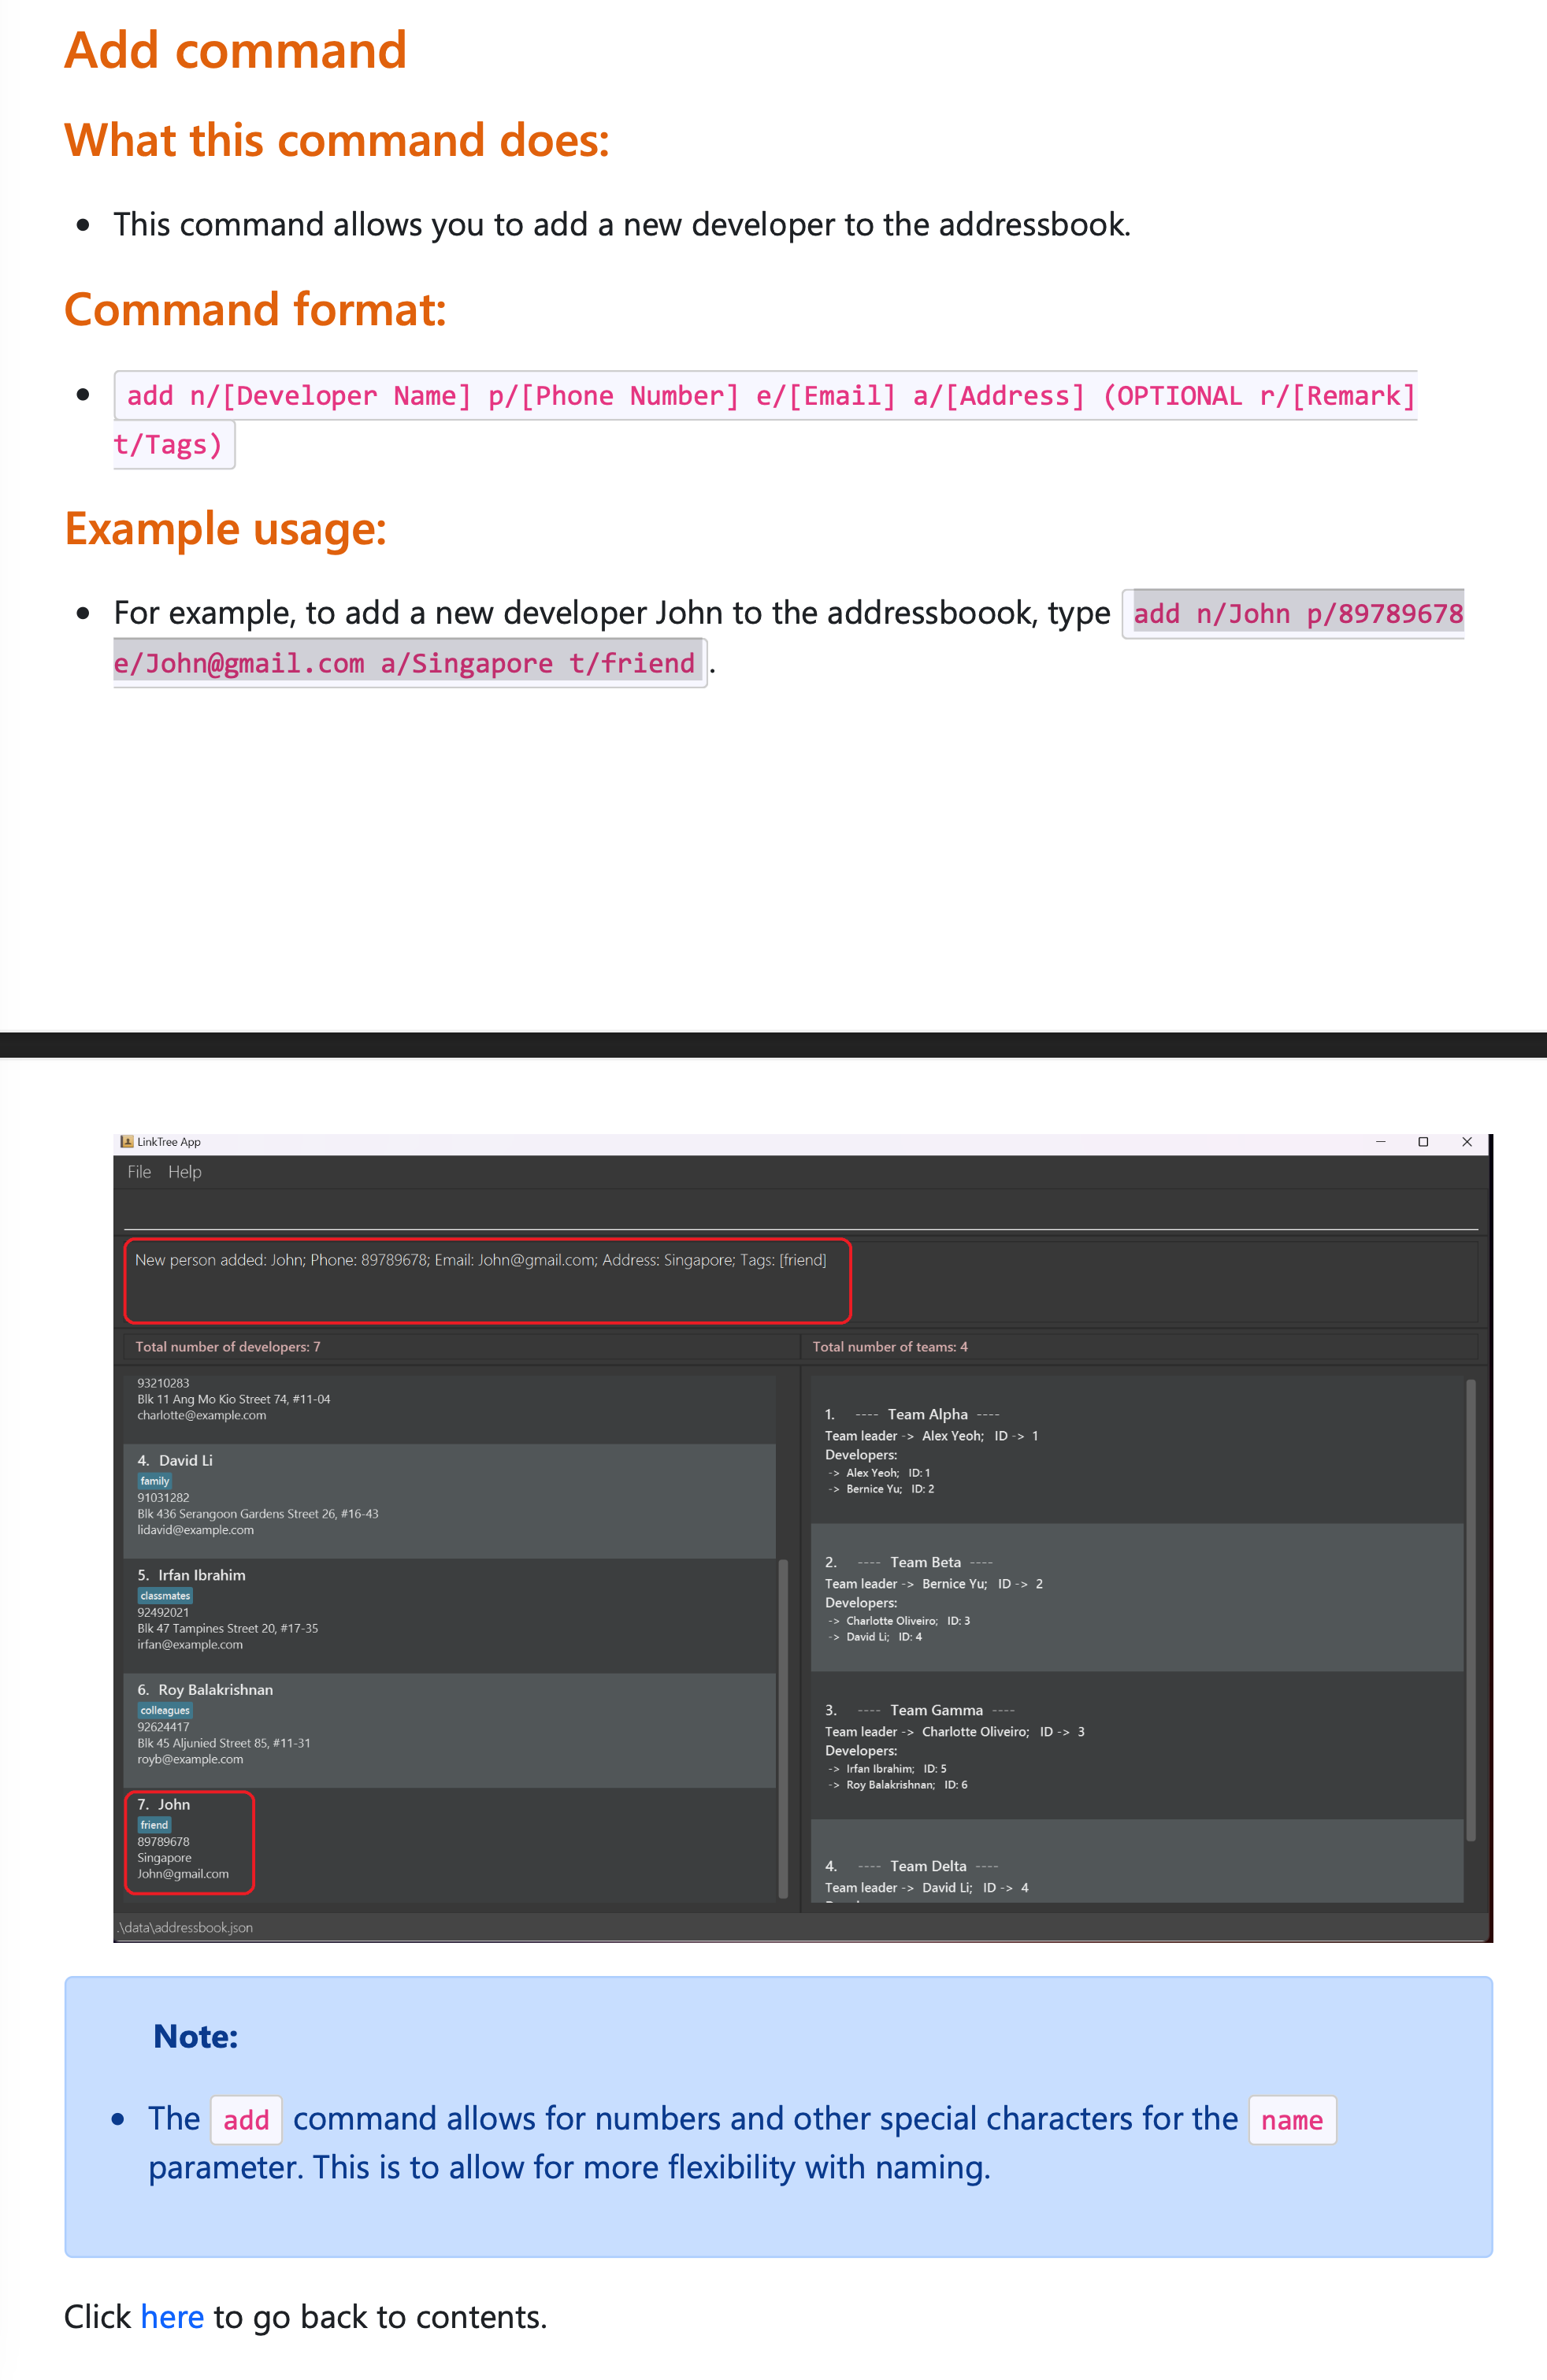 Add command
What this command does:
This command allows you to add a new developer to the addressbook.
Command format:
add n/[Developer Name] p/[Phone Number] e/[Email] a/[Address] (OPTIONAL r/[Remark]
t/Tags)
Example usage:
For example, to add a new developer John to the addressboook, type add n/John p/89789678
e/John@gmail.com a/Singapore t/friend.
LinkTree App
File Help
New person added: John; Phone: 89789678; Email: John@gmail.com; Address: Singapore; Tags: [friend]
Total number of developers: 7
93210283
Blk 11 Ang Mo Kio Street 74, #11-04
charlotte@example.com
4. David Li
family
91031282
Blk 436 Serangoon Gardens Street 26, #16-43
lidavid@example.com
5. Irfan Ibrahim
classmates
92492021
Blk 47 Tampines Street 20, #17-35
irfan@example.com
6. Roy Balakrishnan
colleagues
92624417
Blk 45 Aljunied Street 85, #11-31
royb@example.com
7. John
friend
89789678
Singapore
John@gmail.com
Total number of teams: 4
1. ---- Team Alpha ----
Team leader -> Alex Yeoh; ID -> 1
Developers:
-> Alex Yeoh; ID: 1
-> Bernice Yu; ID: 2
2. ---- Team Beta ----
Team leader -> Bernice Yu; ID -> 2
Developers:
-> Charlotte Oliveiro; ID: 3
-> David Li; ID: 4
3. ---- Team Gamma ----
Team leader -> Charlotte Oliveiro; ID -> 3
Developers:
-> Irfan Ibrahim; ID: 5
-> Roy Balakrishnan; ID: 6
4. ---- Team Delta ----
Team leader -> David Li; ID -> 4
.\data\addressbook.json
Note:
The add command allows for numbers and other special characters for the name
parameter. This is to allow for more flexibility with naming.
Click here to go back to contents.